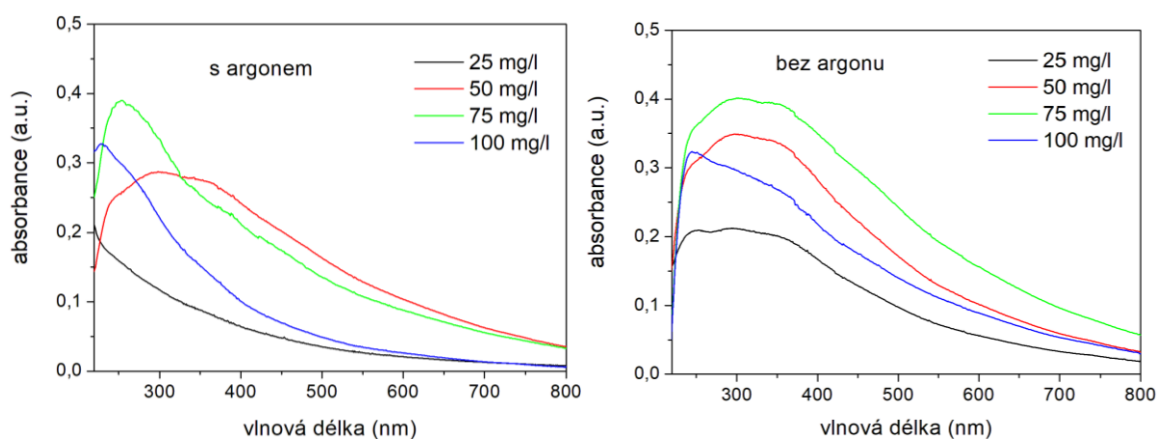 0,5
0,4
0,3
0,2
0,1
0,0
absorbance (a.u.)
s argonem
25 mg/l
50 mg/l
75 mg/l
100 mg/l
300 400 500 600 700 800
vlnová délka (nm)
0,5
0,4
0,3
0,2
0,1
0,0
absorbance (a.u.)
bez argonu
25 mg/l
50 mg/l
75 mg/l
100 mg/l
300 400 500 600 700 800
vlnová délka (nm)